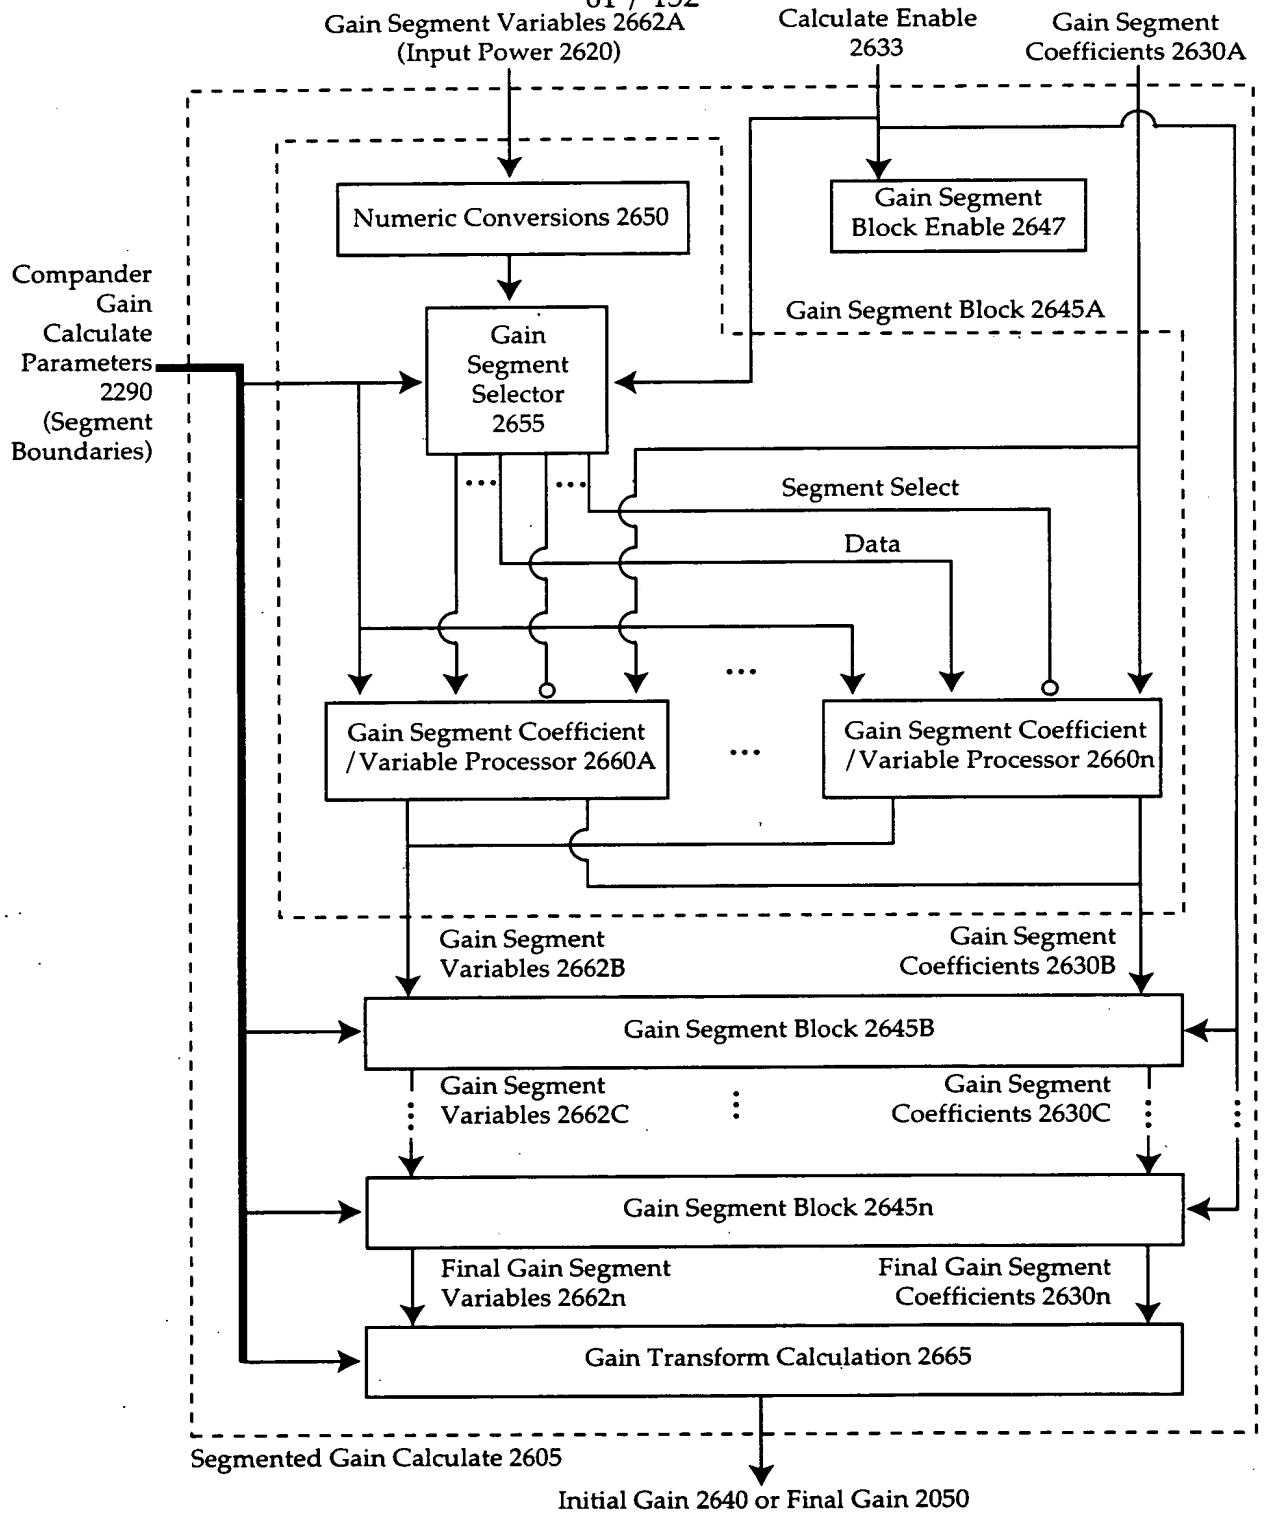 Gain Segment Variables 2662A
(Input Power 2620)
Calculate Enable
2633
Gain Segment
Coefficients 2630A
Numeric Conversions 2650
Gain Segment
Block Enable 2647
Compander
Gain
Calculate
Parameters
2290
(Segment
Boundaries)
Gain Segment Block 2645A
Gain
Segment
Selector
2655
Segment Select
Data
Gain Segment Coefficient
/Variable Processor 2660A
Gain Segment Coefficient
/Variable Processor 2660n
Gain Segment
Variables 2662B
Gain Segment
Coefficients 2630B
Gain Segment Block 2645B
Gain Segment
Variables 2662C
Gain Segment
Coefficients 2630C
Gain Segment Block 2645n
Final Gain Segment
Variables 2662n
Final Gain Segment
Coefficients 2630n
Gain Transform Calculation 2665
Segmented Gain Calculate 2605
Initial Gain 2640 or Final Gain 2050